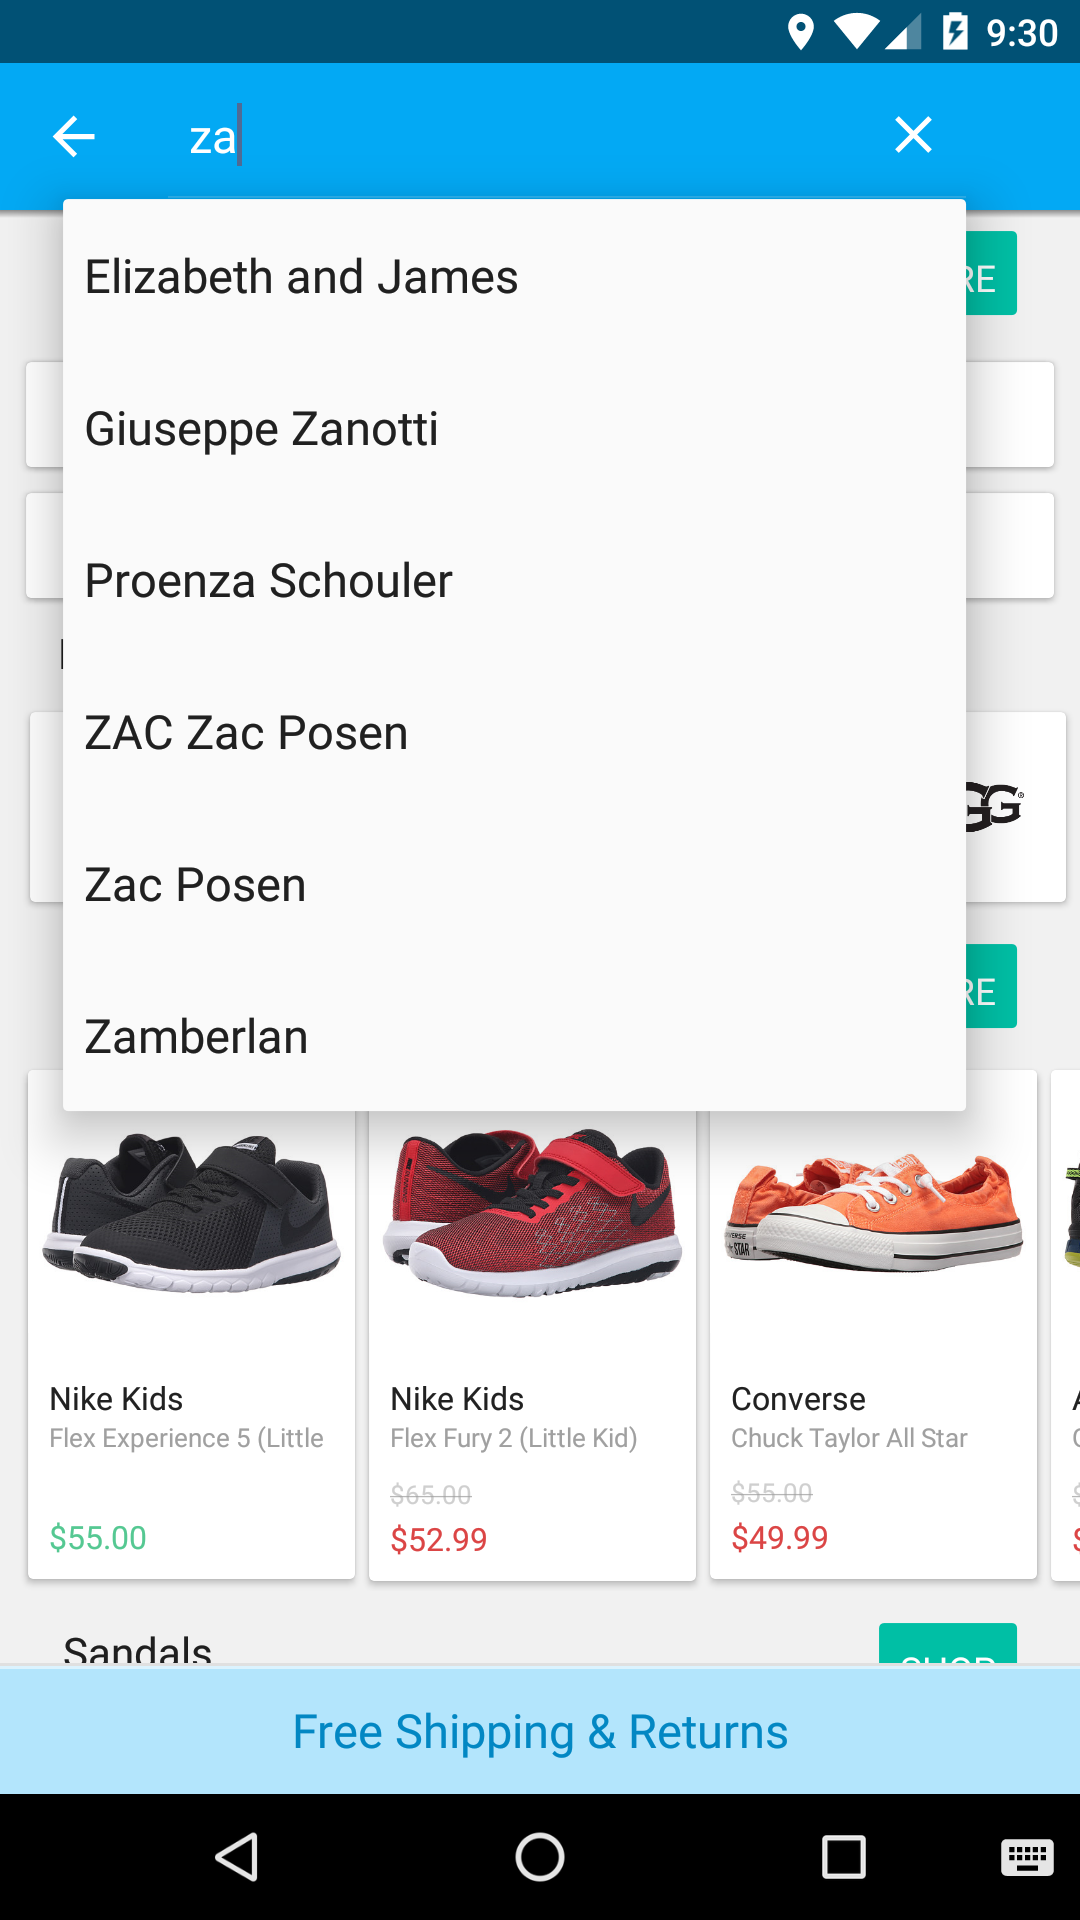 9:30
za
Elizabeth and James
RE
Giuseppe Zanotti
Proenza Schouler
ZAC Zac Posen
GG
Zac Posen
RE
Zamberlan
Nike Kids
Nike Kids
Converse
Flex Experience 5 (Little
Flex Fury 2 (Little Kid)
Chuck Taylor All Star
$65.00
$55.00
$55.00
$52.99
$49.99
Sandals
SHOP
Free Shipping & Returns